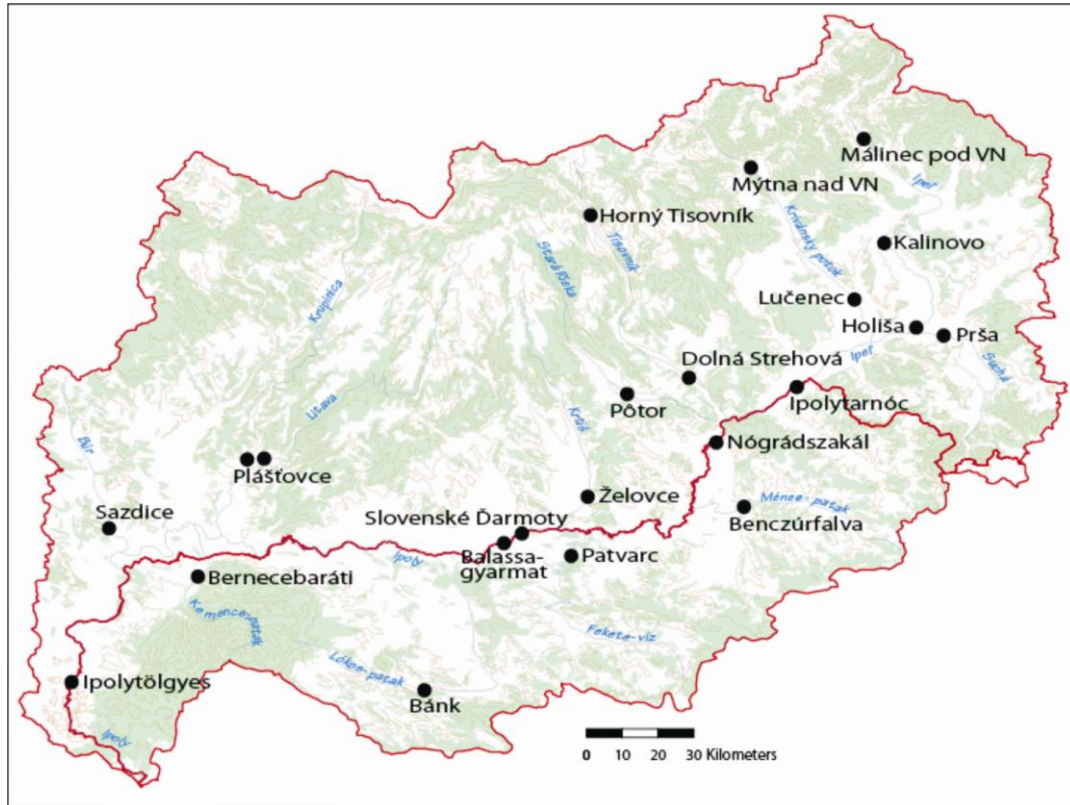 Málinec pod VN
Mýtna nad VN
Ipeľ
Horný Tisovník
Tisovník
Stará Rieka
Krivánsky potok
Kalinovo
Krupinica
Lučenec
Holiša
Prša
Ipeľ
Suchá
Dolná Strehová
Pôtor
Ipolytarnóc
Litava
Krtíš
Nógrádszakál
Búr
Plášťovce
Želovce
Ménes-patak
Benczúrfalva
Sazdice
Slovenské Ďarmoty
Ipoly
Balassa-
gyarmat
Patvarc
Bernecebaráti
Kemence-patak
Fekete-víz
Lókos-patak
Ipolytölgyes
Bánk
Ipoly
0 10 20 30 Kilometers